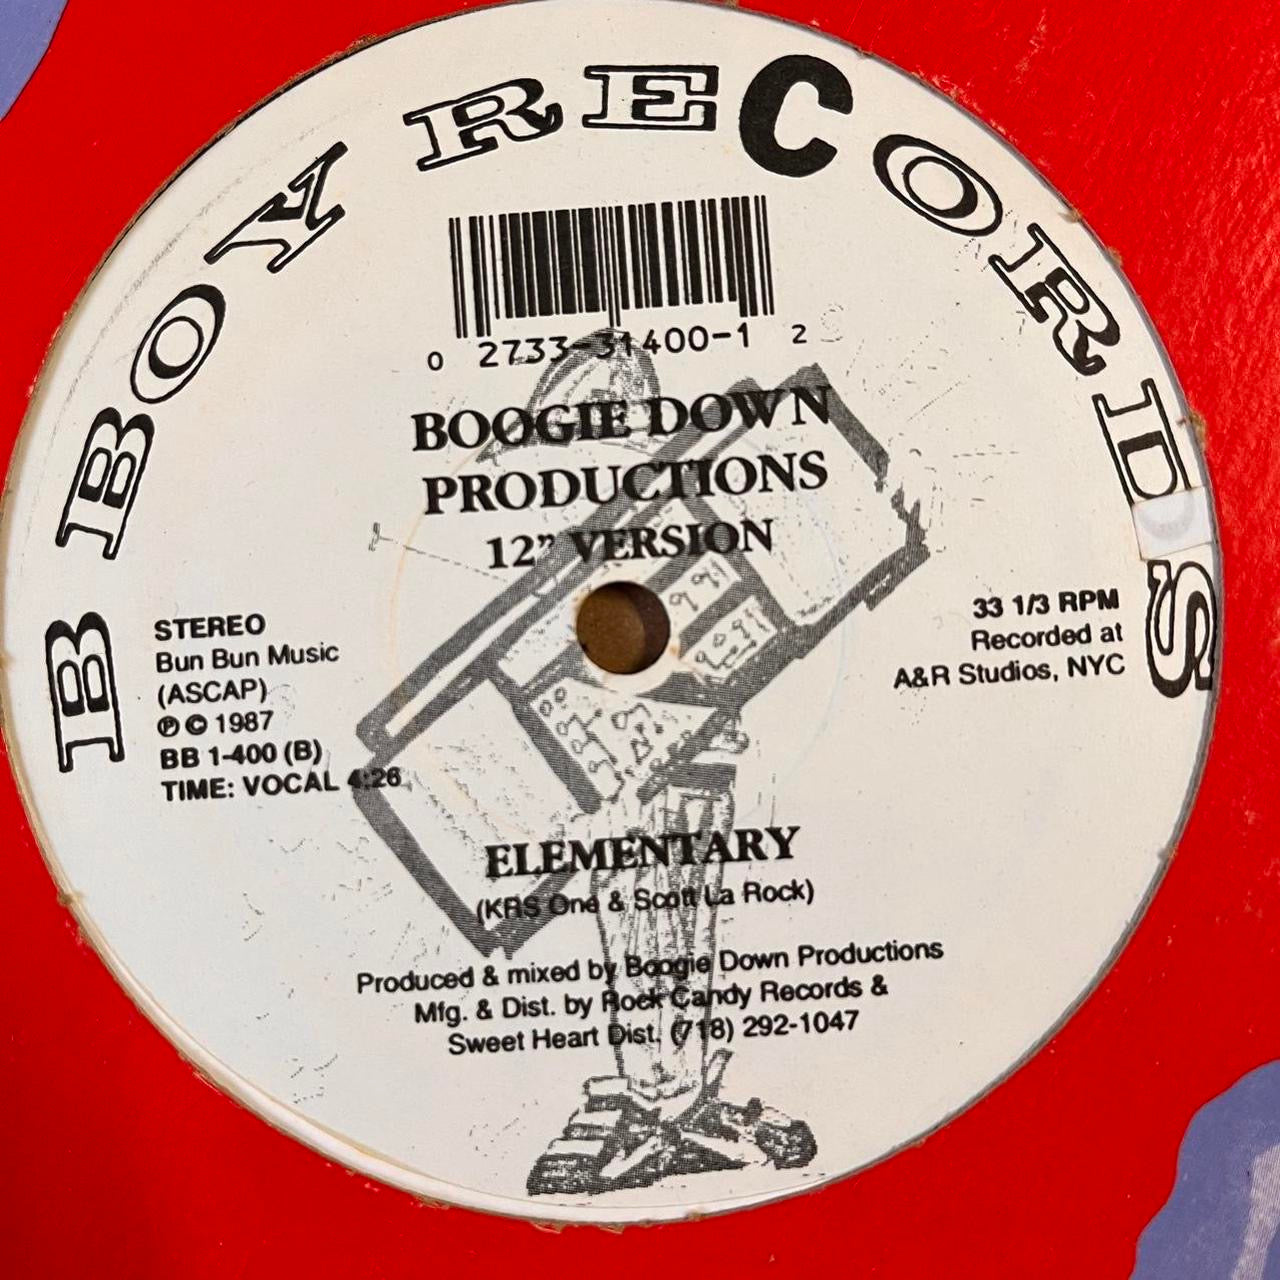 B BOY RECORDS
0 2733-31400-1 2
BOOGIE DOWN
PRODUCTIONS
12” VERSION
STEREO
Bun Bun Music
(ASCAP)
℗ © 1987
BB 1-400 (B)
TIME: VOCAL 4:26
33 1/3 RPM
Recorded at
A&R Studios, NYC
ELEMENTARY
(KRS One & Scott La Rock)
Produced & mixed by Boogie Down Productions
Mfg. & Dist. by Rock Candy Records &
Sweet Heart Dist. (718) 292-1047